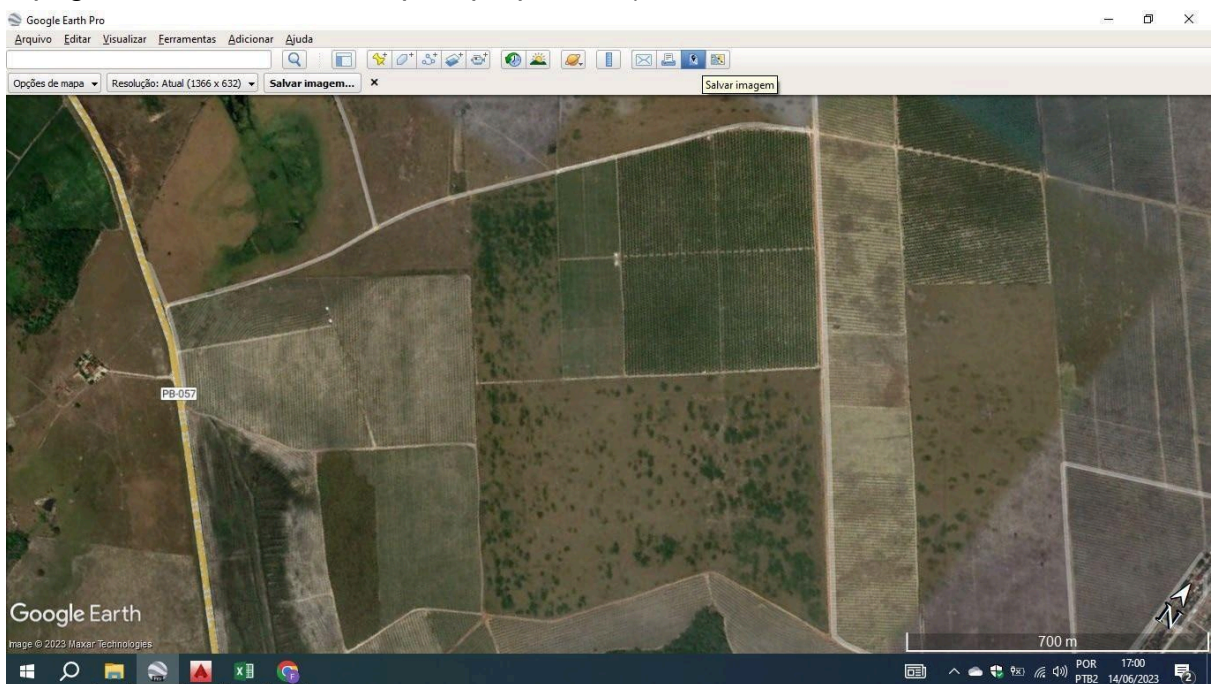 Google Earth Pro
Arquivo Editar Visualizar Ferramentas Adicionar Ajuda
Opções de mapa Resolução: Atual (1366 x 632) Salvar imagem... ×
Salvar imagem
PB-057
Google Earth
Image © 2023 Maxar Technologies
700 m
N
POR 17:00
PTB2 14/06/2023
2